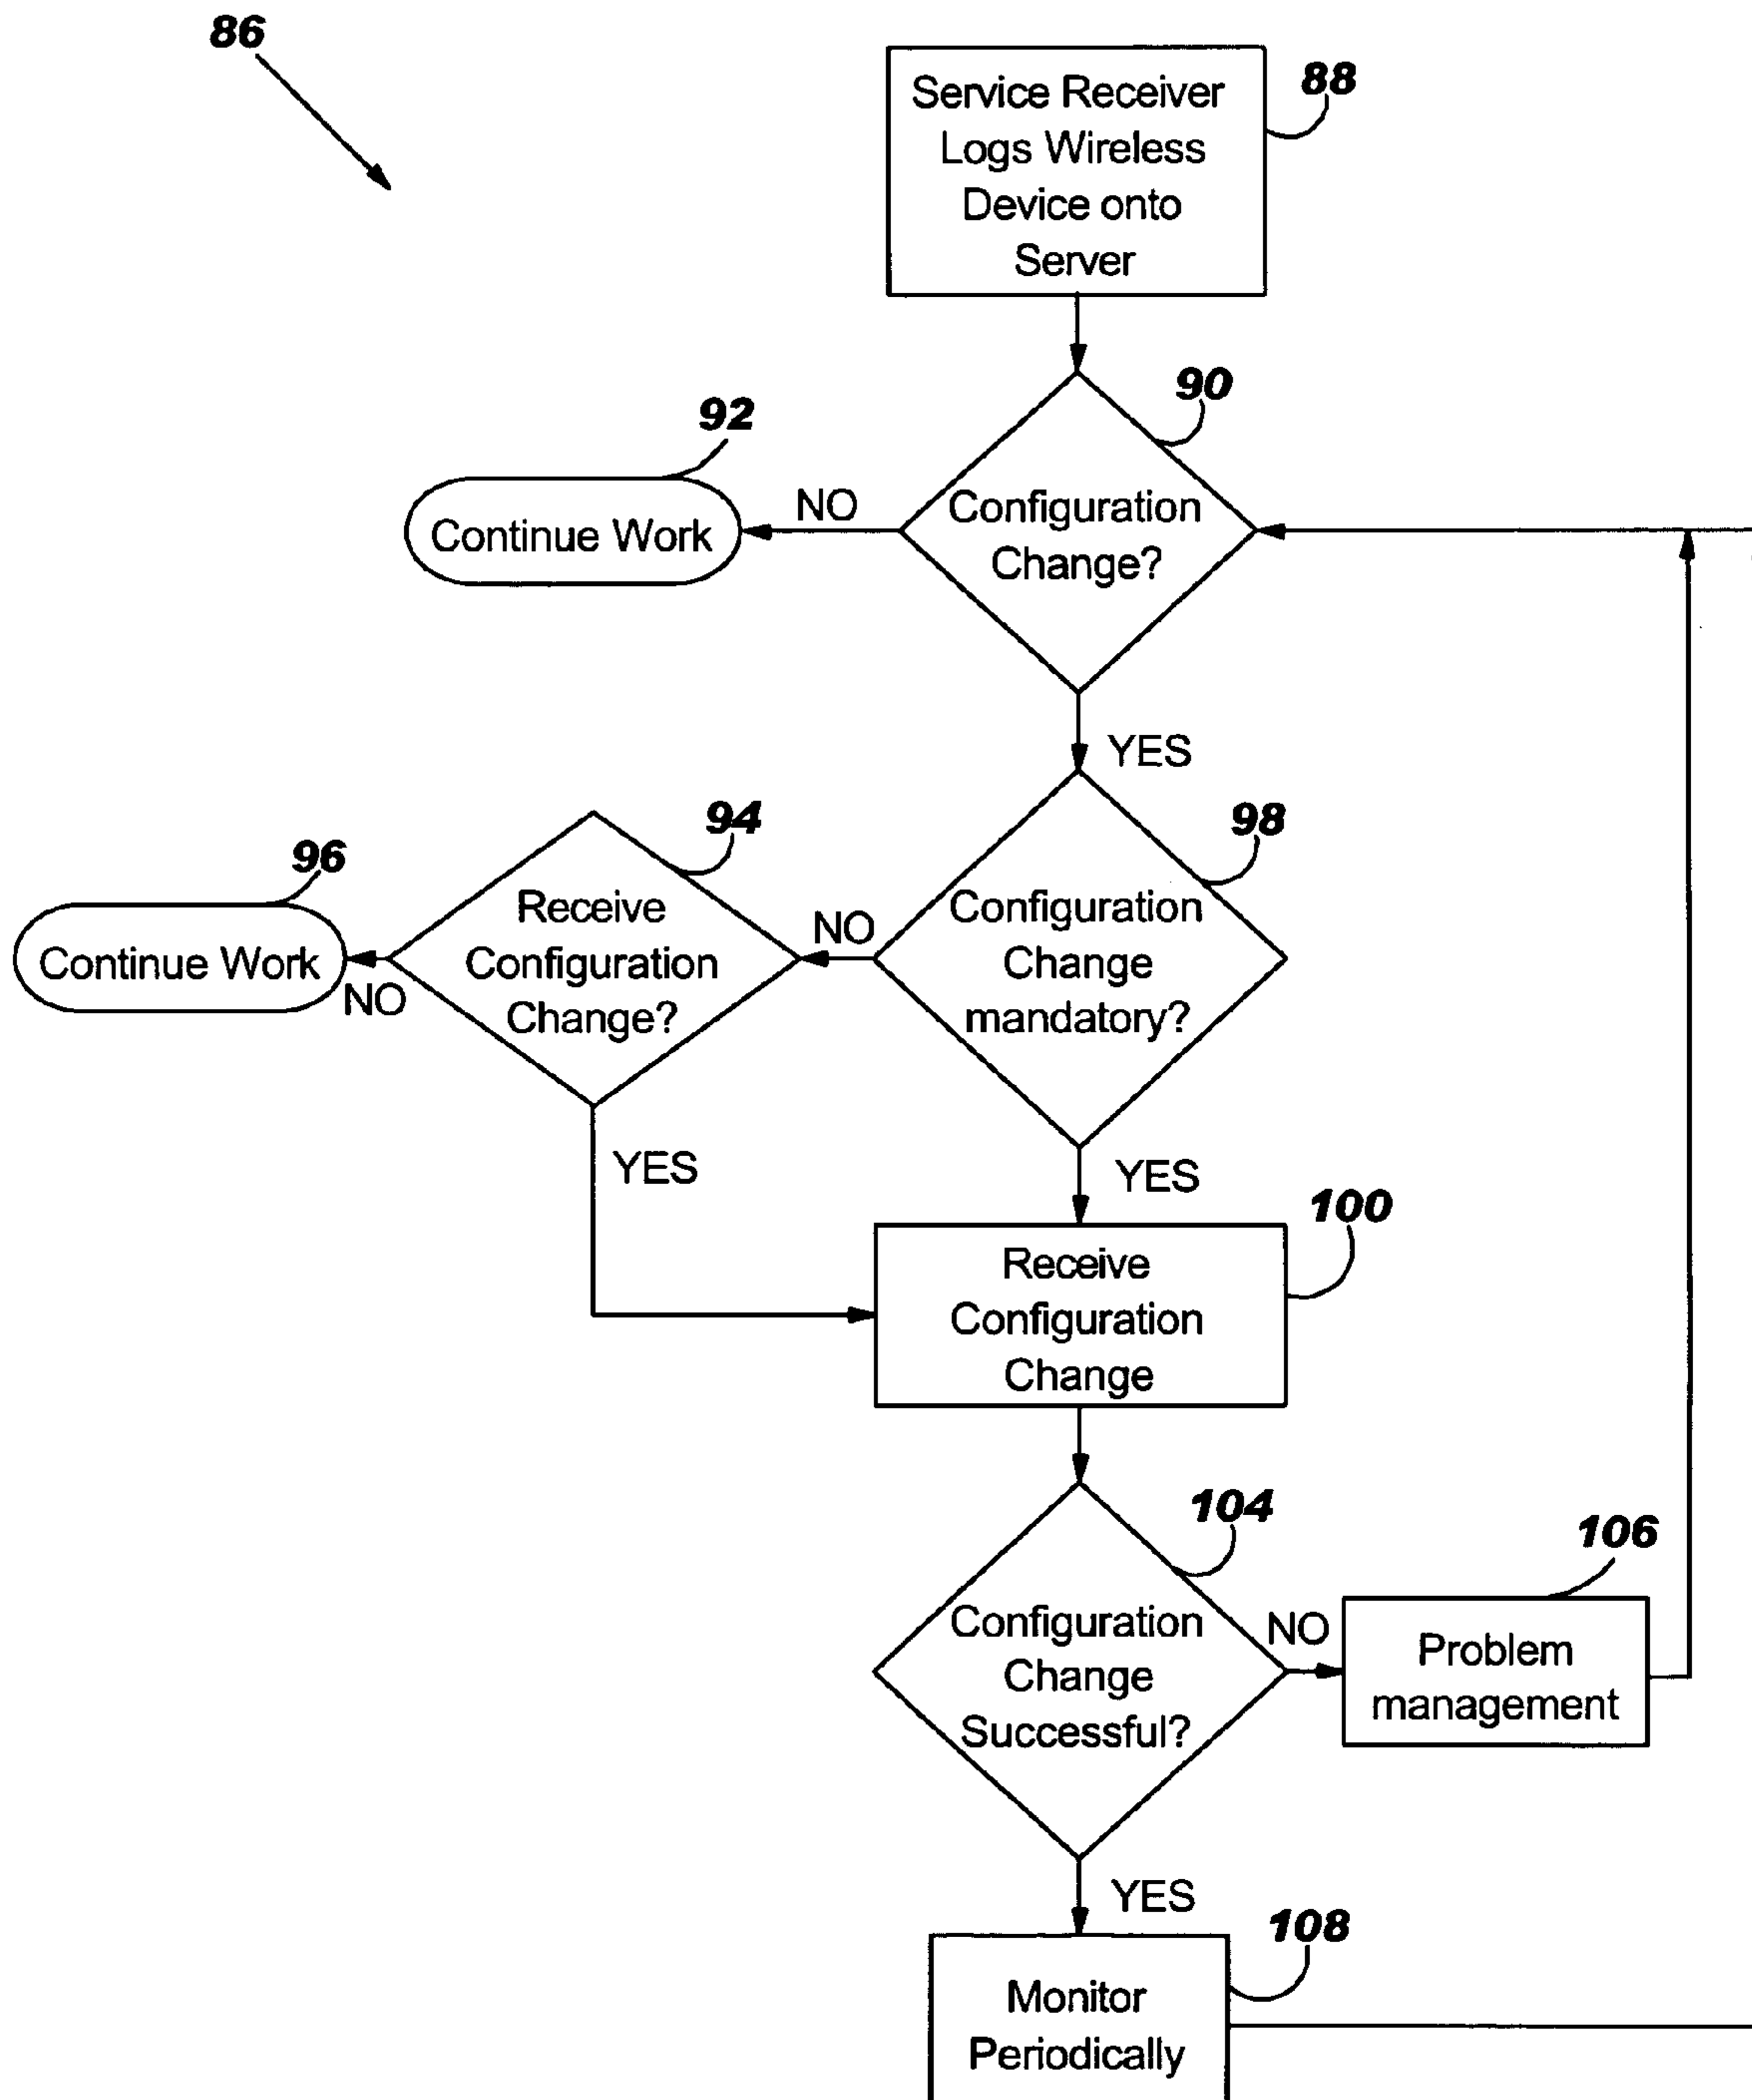 86
Service Receiver
Logs Wireless
Device onto
Server
88
90
92
Continue Work
NO
Configuration
Change?
YES
94
98
96
Continue Work
NO
Receive
Configuration
Change?
NO
Configuration
Change
mandatory?
YES
YES
100
Receive
Configuration
Change
104
106
Configuration
Change
Successful?
NO
Problem
management
YES
108
Monitor
Periodically